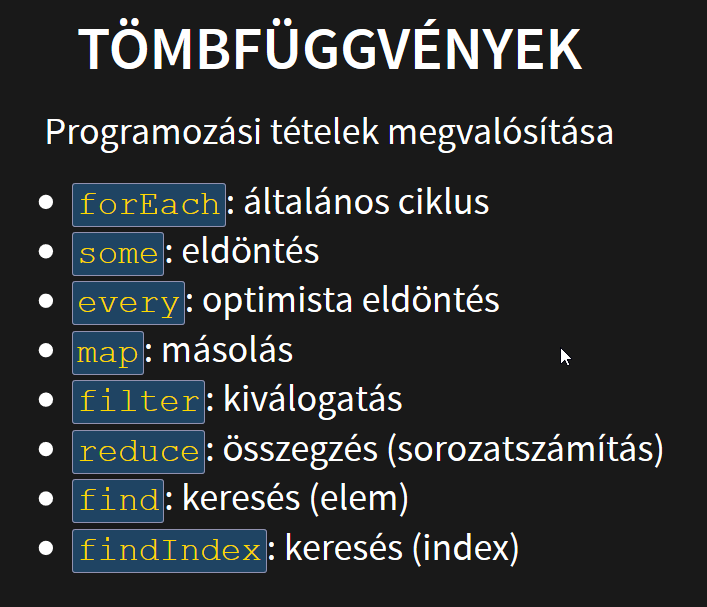 TÖMBFÜGGVÉNYEK
Programozási tételek megvalósítása
• forEach: általános ciklus
• some: eldöntés
• every: optimista eldöntés
• map: másolás
• filter: kiválogatás
• reduce: összegzés (sorozatszámítás)
• find: keresés (elem)
• findIndex: keresés (index)